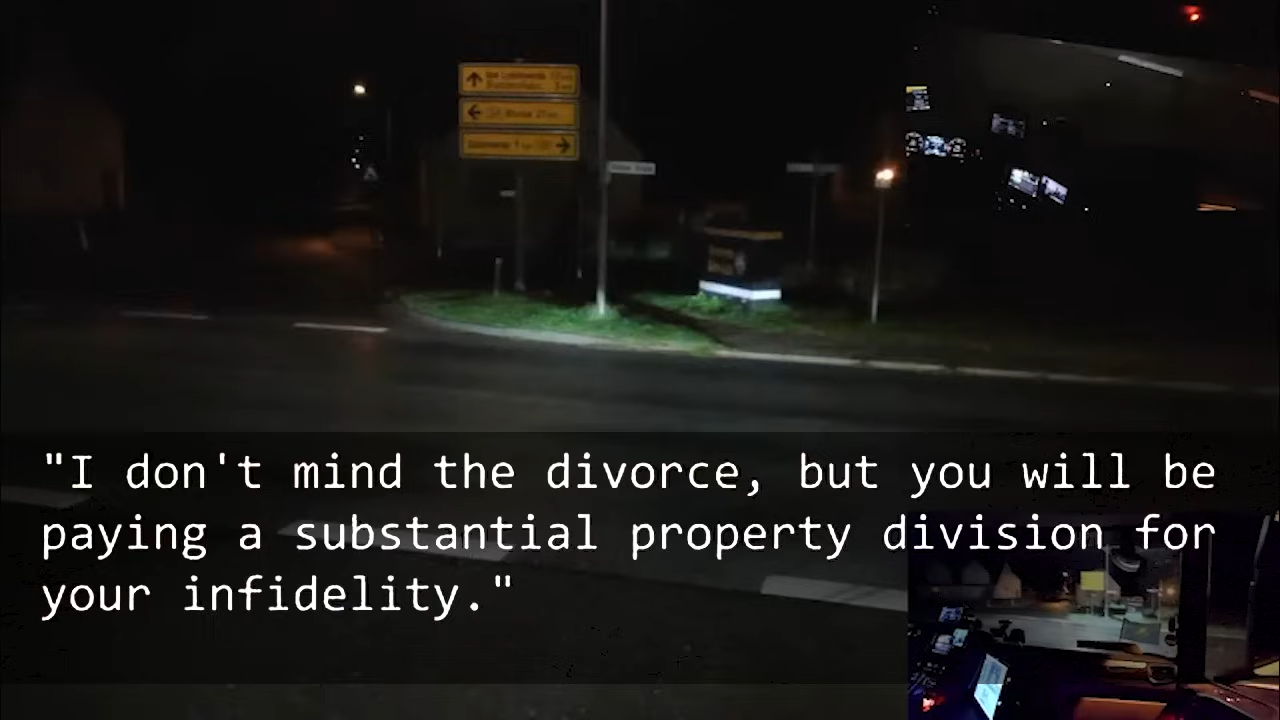 "I don't mind the divorce, but you will be
paying a substantial property division for
your infidelity."